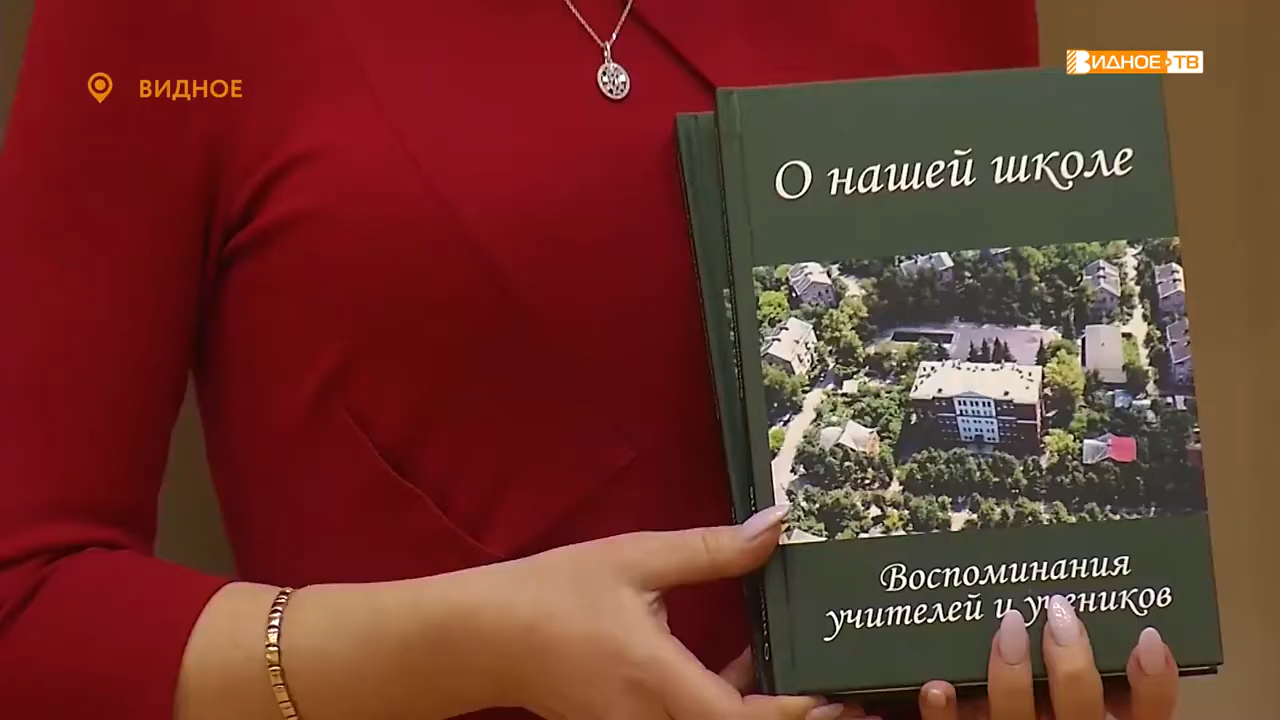 ВИДНОЕ
ВИДНОЕ ТВ
О нашей школе
Воспоминания
учителей и учеников